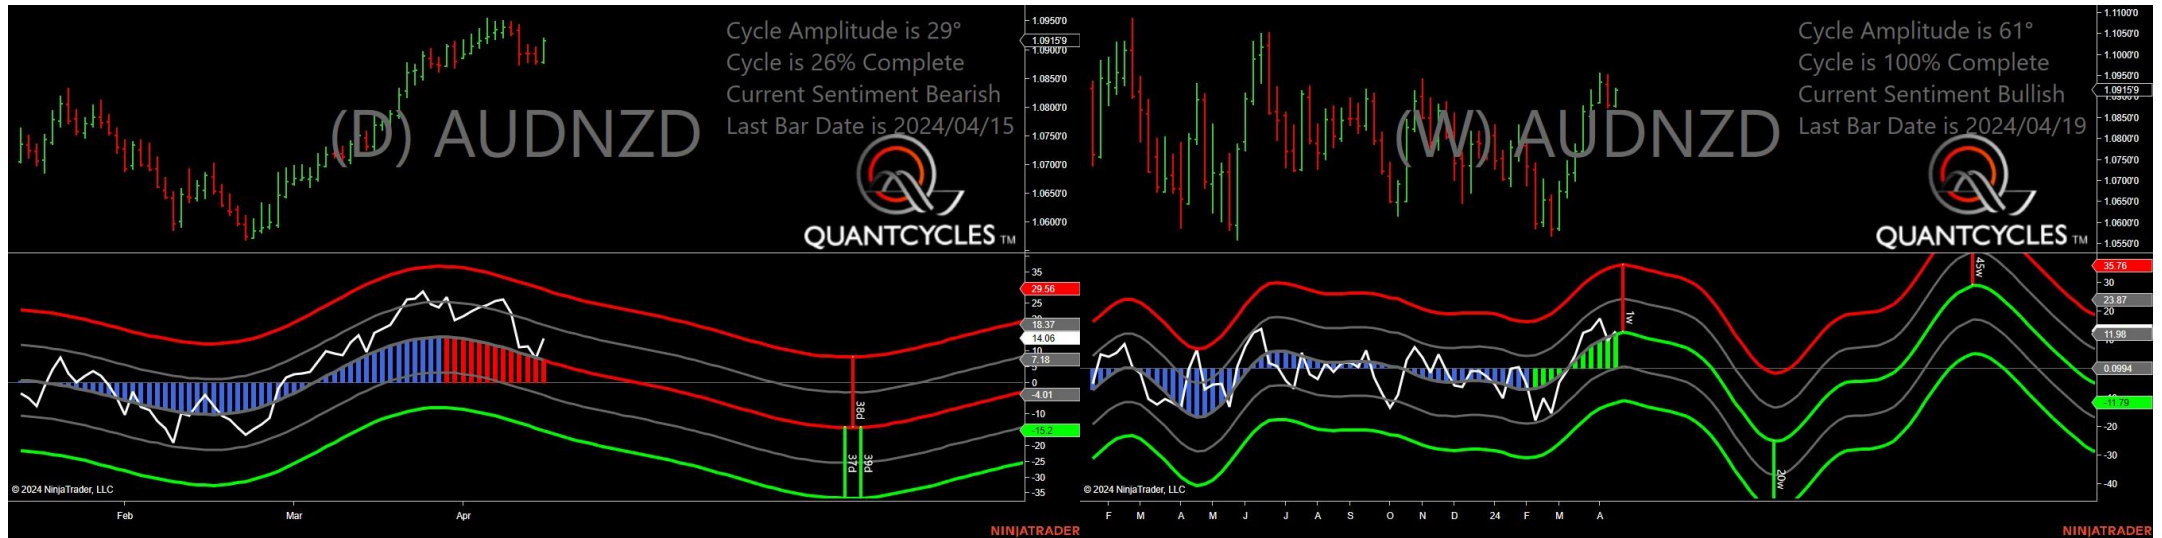 Cycle Amplitude is 29°
Cycle is 26% Complete
Current Sentiment Bearish
Last Bar Date is 2024/04/15
(D) AUDNZD
QUANTCYCLES TM
1.0950'0
1.0915'9
1.0900'0
1.0850'0
1.0800'0
1.0750'0
1.0700'0
1.0650'0
1.0600'0
35
29.56
25
18.37
14.06
10
7.18
5
0
-4.01
-10
-15.2
-20
-25
-30
-35
38d
37d
39d
© 2024 NinjaTrader, LLC
Feb Mar Apr
NINJATRADER
Cycle Amplitude is 61°
Cycle is 100% Complete
Current Sentiment Bullish
Last Bar Date is 2024/04/19
(W) AUDNZD
QUANTCYCLES TM
1.1100'0
1.1050'0
1.1000'0
1.0950'0
1.0915'9
1.0850'0
1.0800'0
1.0750'0
1.0700'0
1.0650'0
1.0600'0
1.0550'0
35.76
30
23.87
20
11.98
0.0994
-11.79
-20
-30
-40
1w
45w
20w
© 2024 NinjaTrader, LLC
F M A M J J A S O N D 24 F M A
NINJATRADER